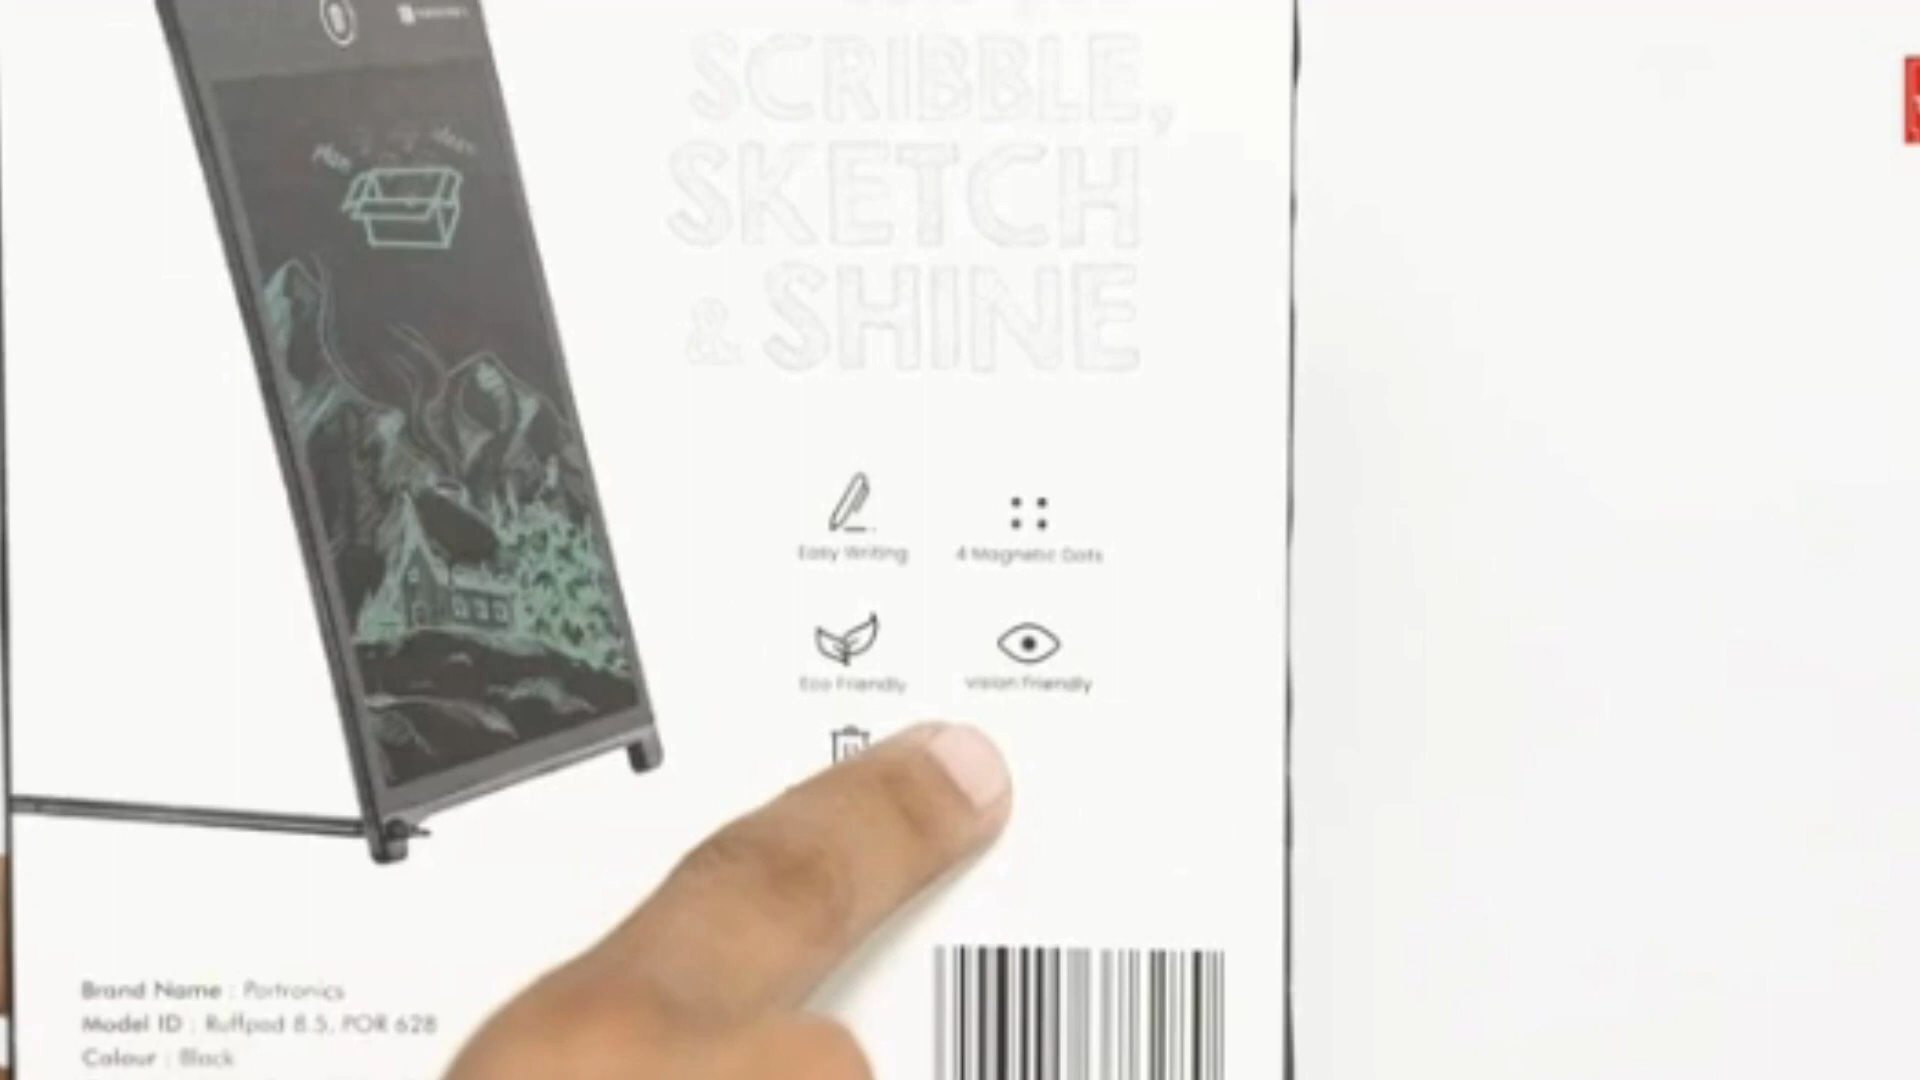 SCRIBBLE,
SKETCH
& SHINE
Easy Writing
4 Magnetic Dots
Eco Friendly
Vision Friendly
Brand Name : Portronics
Model ID : Ruffpad 8.5, POR 628
Colour : Black